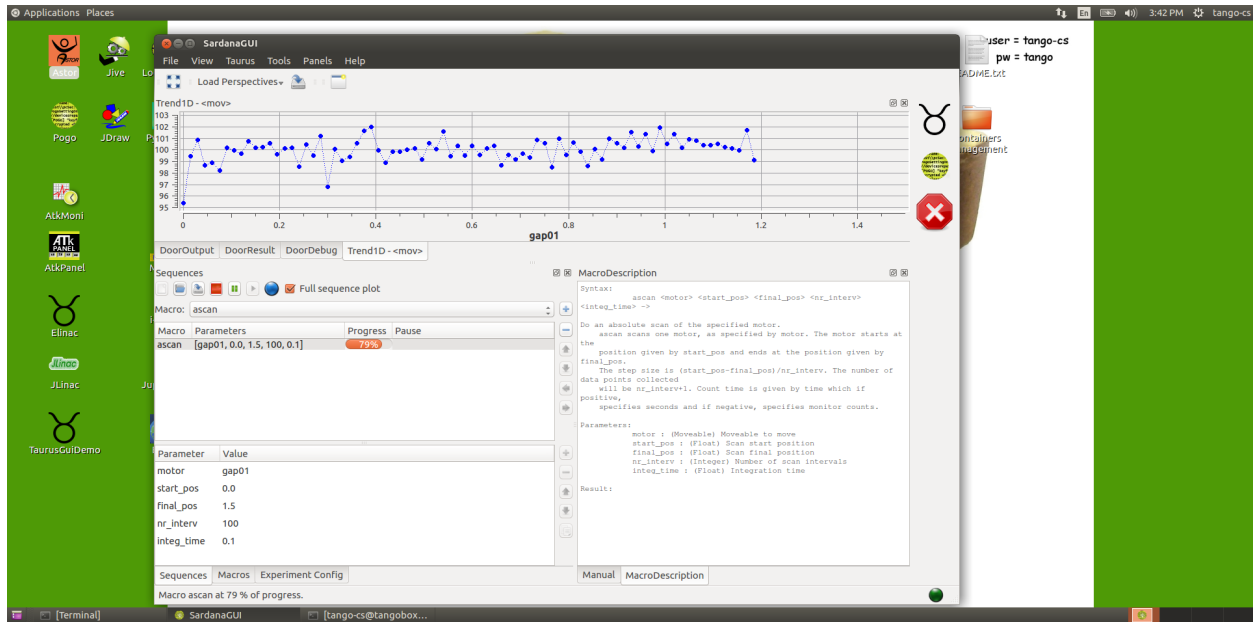 Applications Places
En
3:42 PM
tango-cs
user = tango-cs
pw = tango
ADME.txt
Astor
Jive
Lo
Pogo
JDraw
P
AtkMoni
ATk
PANEL
AtkPanel
Elinac
JLinac
JLinac
Ju
TaurusGuiDemo
ontainers
nagement
SardanaGUI
File View Taurus Tools Panels Help
Load Perspectives
Trend1D - <mov>
103
102
101
100
99
98
97
96
95
0 0.2 0.4 0.6 0.8 1 1.2 1.4
gap01
DoorOutput DoorResult DoorDebug Trend1D - <mov>
Sequences
Full sequence plot
Macro: ascan
Macro Parameters Progress Pause
ascan [gap01, 0.0, 1.5, 100, 0.1] 79%
Parameter Value
motor gap01
start_pos 0.0
final_pos 1.5
nr_interv 100
integ_time 0.1
Sequences Macros Experiment Config
MacroDescription
Syntax:
ascan <motor> <start_pos> <final_pos> <nr_interv>
<integ_time> ->
Do an absolute scan of the specified motor.
ascan scans one motor, as specified by motor. The motor starts at
the
position given by start_pos and ends at the position given by
final_pos.
The step size is (start_pos-final_pos)/nr_interv. The number of
data points collected
will be nr_interv+1. Count time is given by time which if
positive,
specifies seconds and if negative, specifies monitor counts.
Parameters:
motor : (Moveable) Moveable to move
start_pos : (Float) Scan start position
final_pos : (Float) Scan final position
nr_interv : (Integer) Number of scan intervals
integ_time : (Float) Integration time
Result:
Manual MacroDescription
Macro ascan at 79 % of progress.
[Terminal]
SardanaGUI
[tango-cs@tangobox...